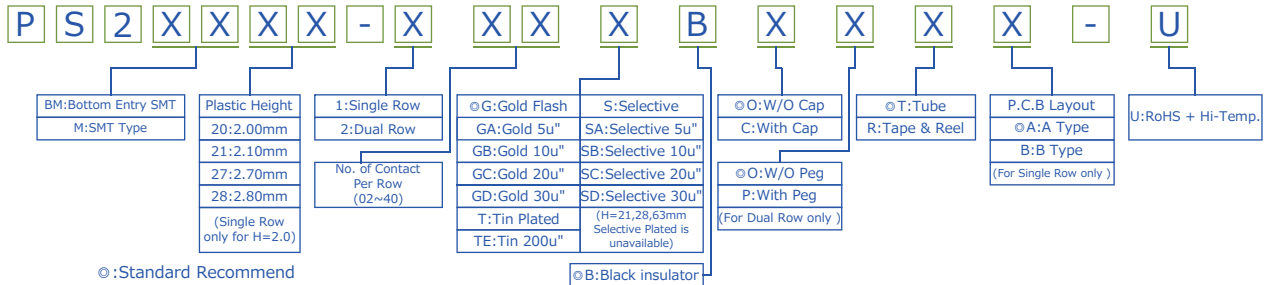 P S 2 X X X X - X X X X B X X X X - U
BM:Bottom Entry SMT
M:SMT Type
Plastic Height
20:2.00mm
21:2.10mm
27:2.70mm
28:2.80mm
(Single Row
only for H=2.0)
1:Single Row
2:Dual Row
No. of Contact
Per Row
(02~40)
◎G:Gold Flash
GA:Gold 5u"
GB:Gold 10u"
GC:Gold 20u"
GD:Gold 30u"
T:Tin Plated
TE:Tin 200u"
S:Selective
SA:Selective 5u"
SB:Selective 10u"
SC:Selective 20u"
SD:Selective 30u"
(H=21,28,63mm
Selective Plated is
unavailable)
◎B:Black insulator
◎O:W/O Cap
C:With Cap
◎O:W/O Peg
P:With Peg
(For Dual Row only )
◎T:Tube
R:Tape & Reel
P.C.B Layout
◎A:A Type
B:B Type
(For Single Row only )
U:RoHS + Hi-Temp.
◎:Standard Recommend